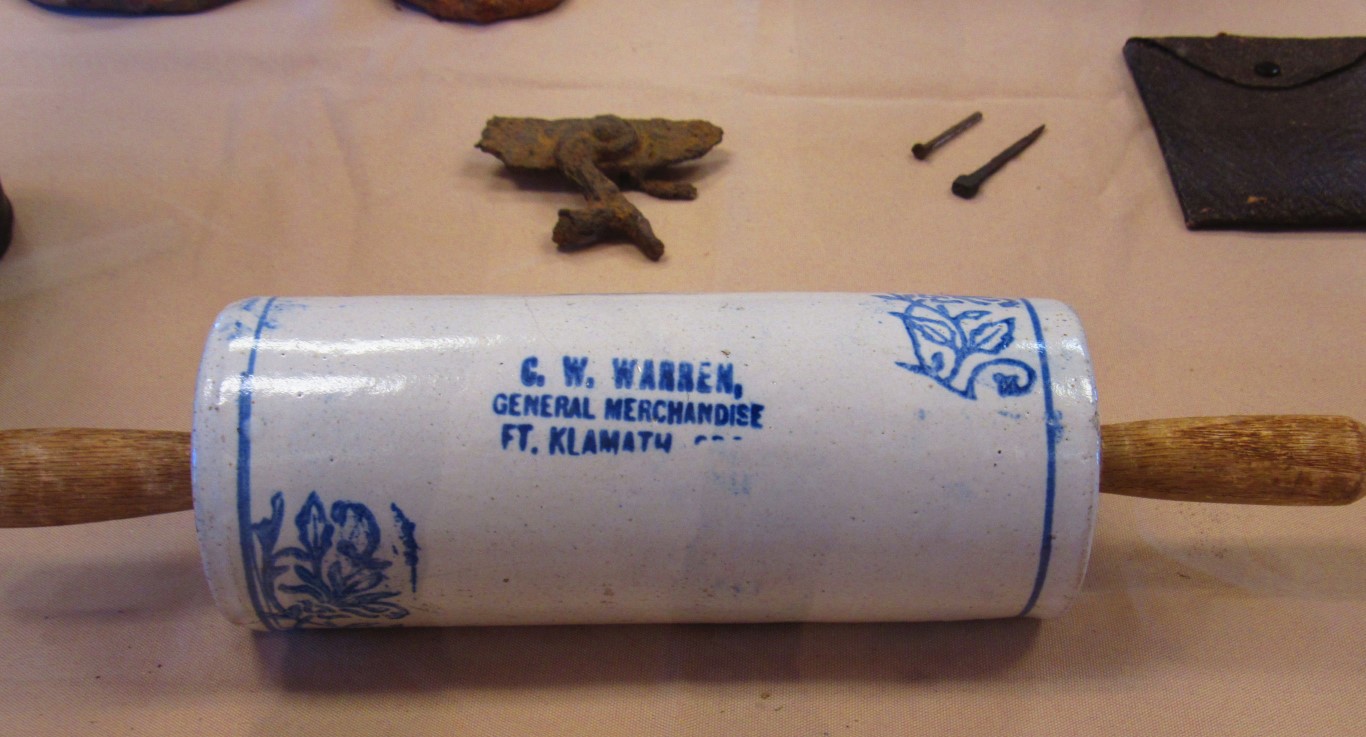 C. W. WARREN,
GENERAL MERCHANDISE
FT. KLAMATH